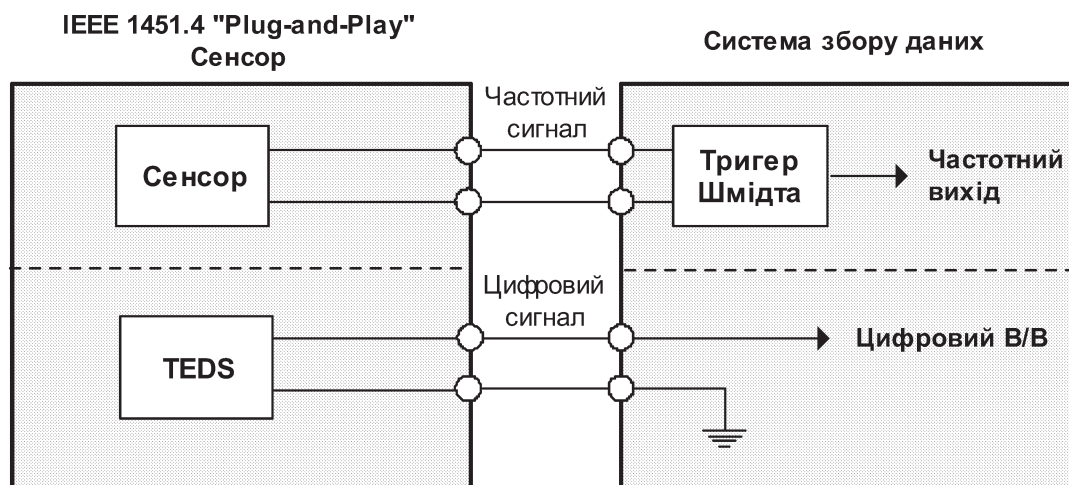 IEEE 1451.4 "Plug-and-Play"
Сенсор
Система збору даних
Частотний
сигнал
Сенсор
Тригер
Шмідта
Частотний
вихід
Цифровий
сигнал
TEDS
Цифровий В/В